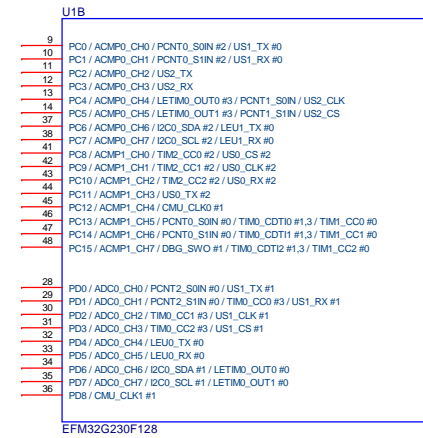 U1B
9 PC0 / ACMP0_CH0 / PCNT0_S0IN #2 / US1_TX #0
10 PC1 / ACMP0_CH1 / PCNT0_S1IN #2 / US1_RX #0
11 PC2 / ACMP0_CH2 / US2_TX
12 PC3 / ACMP0_CH3 / US2_RX
13 PC4 / ACMP0_CH4 / LETIM0_OUT0 #3 / PCNT1_S0IN / US2_CLK
14 PC5 / ACMP0_CH5 / LETIM0_OUT1 #3 / PCNT1_S1IN / US2_CS
37 PC6 / ACMP0_CH6 / I2C0_SDA #2 / LEU1_TX #0
38 PC7 / ACMP0_CH7 / I2C0_SCL #2 / LEU1_RX #0
41 PC8 / ACMP1_CH0 / TIM2_CC0 #2 / US0_CS #2
42 PC9 / ACMP1_CH1 / TIM2_CC1 #2 / US0_CLK #2
43 PC10 / ACMP1_CH2 / TIM2_CC2 #2 / US0_RX #2
44 PC11 / ACMP1_CH3 / US0_TX #2
45 PC12 / ACMP1_CH4 / CMU_CLK0 #1
46 PC13 / ACMP1_CH5 / PCNT0_S0IN #0 / TIM0_CDTI0 #1,3 / TIM1_CC0 #0
47 PC14 / ACMP1_CH6 / PCNT0_S1IN #0 / TIM0_CDTI1 #1,3 / TIM1_CC1 #0
48 PC15 / ACMP1_CH7 / DBG_SWO #1 / TIM0_CDTI2 #1,3 / TIM1_CC2 #0
28 PD0 / ADC0_CH0 / PCNT2_S0IN #0 / US1_TX #1
29 PD1 / ADC0_CH1 / PCNT2_S1IN #0 / TIM0_CC0 #3 / US1_RX #1
30 PD2 / ADC0_CH2 / TIM0_CC1 #3 / US1_CLK #1
31 PD3 / ADC0_CH3 / TIM0_CC2 #3 / US1_CS #1
32 PD4 / ADC0_CH4 / LEU0_TX #0
33 PD5 / ADC0_CH5 / LEU0_RX #0
34 PD6 / ADC0_CH6 / I2C0_SDA #1 / LETIM0_OUT0 #0
35 PD7 / ADC0_CH7 / I2C0_SCL #1 / LETIM0_OUT1 #0
36 PD8 / CMU_CLK1 #1
EFM32G230F128